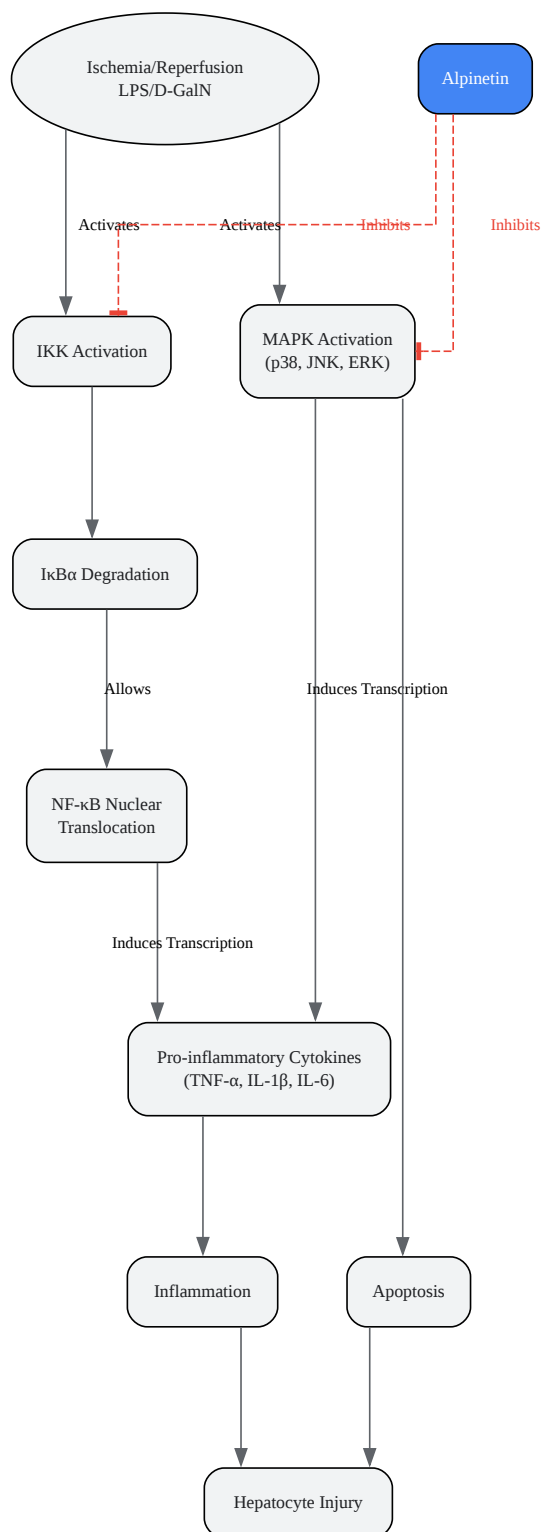 Ischemia/Reperfusion
LPS/D-GalN
Alpinetin
Activates
Activates
Inhibits
Inhibits
IKK Activation
MAPK Activation
(p38, JNK, ERK)
IκBα Degradation
Allows
Induces Transcription
NF-κB Nuclear
Translocation
Induces Transcription
Pro-inflammatory Cytokines
(TNF-α, IL-1β, IL-6)
Inflammation
Apoptosis
Hepatocyte Injury